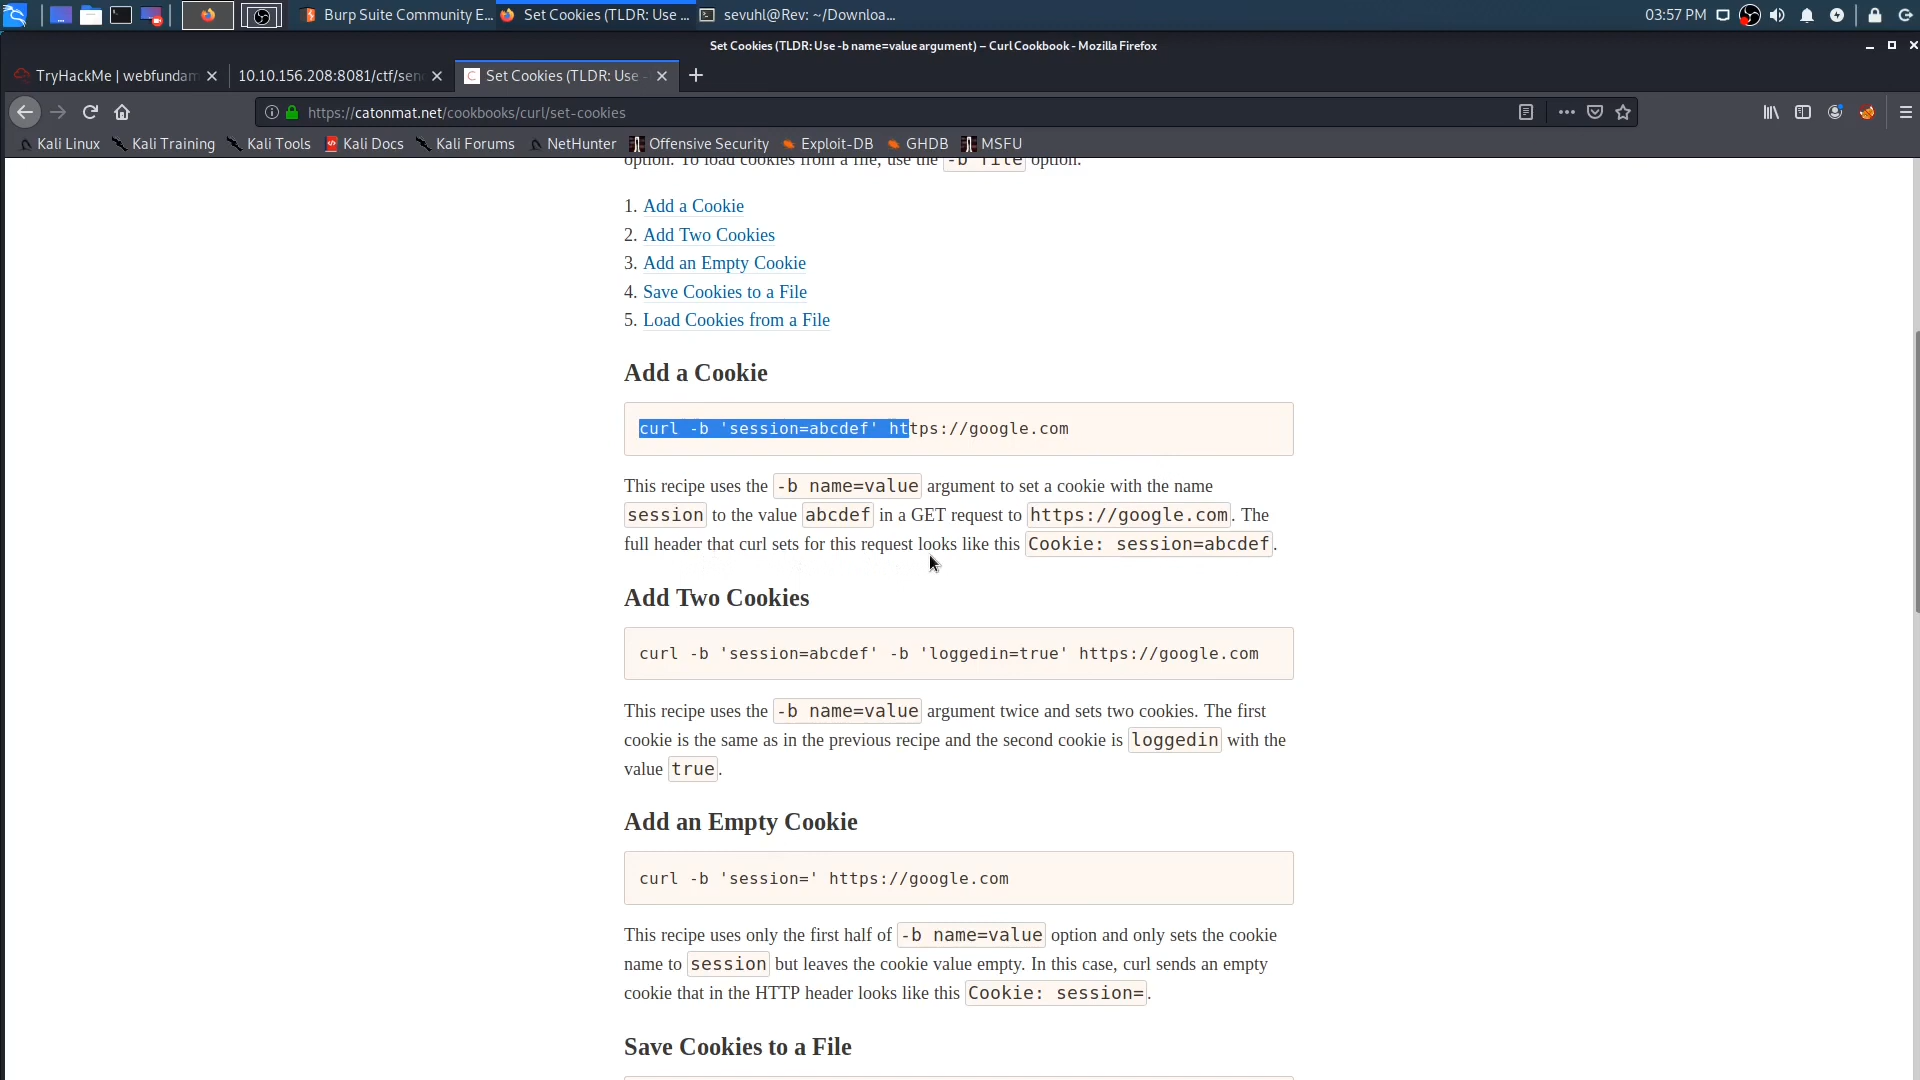 Burp Suite Community E...
Set Cookies (TLDR: Use ...
sevuhl@Rev: ~/Downloa...
03:57 PM
Set Cookies (TLDR: Use -b name=value argument) – Curl Cookbook - Mozilla Firefox
TryHackMe | webfundam
10.10.156.208:8081/ctf/sen
Set Cookies (TLDR: Use -
https://catonmat.net/cookbooks/curl/set-cookies
Kali Linux
Kali Training
Kali Tools
Kali Docs
Kali Forums
NetHunter
Offensive Security
Exploit-DB
GHDB
MSFU
option. To load cookies from a file, use the -b file option.
1. Add a Cookie
2. Add Two Cookies
3. Add an Empty Cookie
4. Save Cookies to a File
5. Load Cookies from a File
Add a Cookie
curl -b 'session=abcdef' https://google.com
This recipe uses the -b name=value argument to set a cookie with the name
session to the value abcdef in a GET request to https://google.com. The
full header that curl sets for this request looks like this Cookie: session=abcdef.
Add Two Cookies
curl -b 'session=abcdef' -b 'loggedin=true' https://google.com
This recipe uses the -b name=value argument twice and sets two cookies. The first
cookie is the same as in the previous recipe and the second cookie is loggedin with the
value true.
Add an Empty Cookie
curl -b 'session=' https://google.com
This recipe uses only the first half of -b name=value option and only sets the cookie
name to session but leaves the cookie value empty. In this case, curl sends an empty
cookie that in the HTTP header looks like this Cookie: session=.
Save Cookies to a File